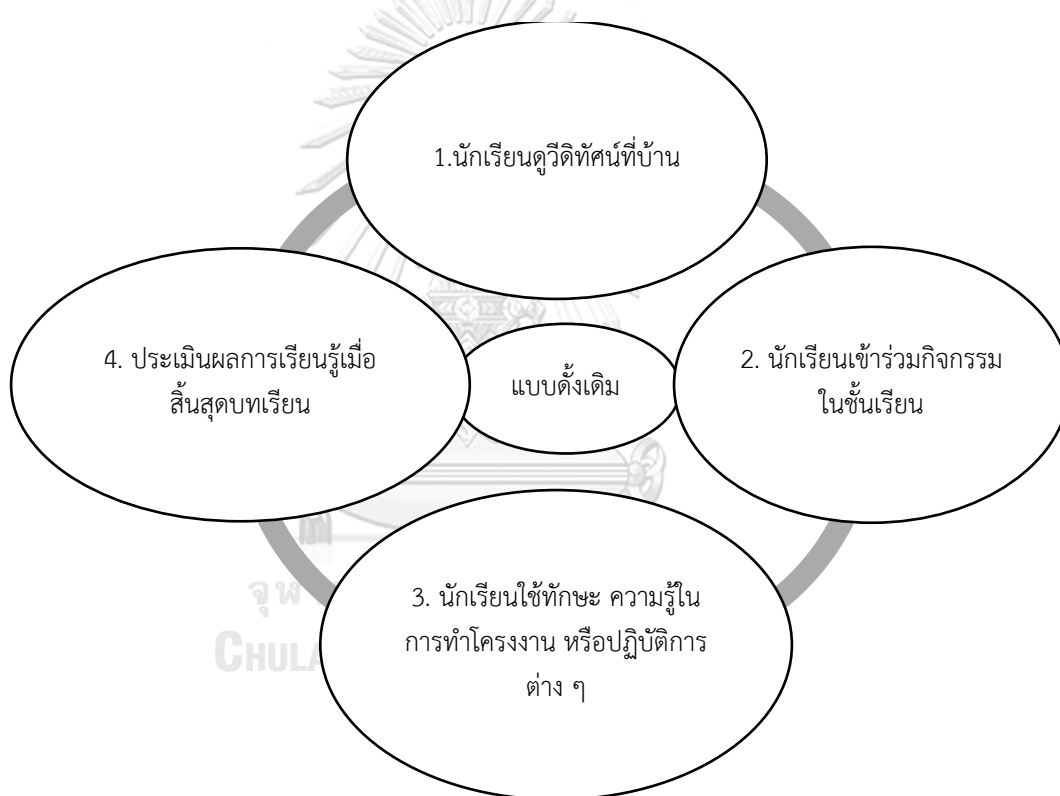 1.นักเรียนดูวีดิทัศน์ที่บ้าน
2. นักเรียนเข้าร่วมกิจกรรม
ในชั้นเรียน
แบบดั้งเดิม
4. ประเมินผลการเรียนรู้เมื่อ
สิ้นสุดบทเรียน
3. นักเรียนใช้ทักษะ ความรู้ใน
การทำโครงงาน หรือปฏิบัติการ
ต่าง ๆ